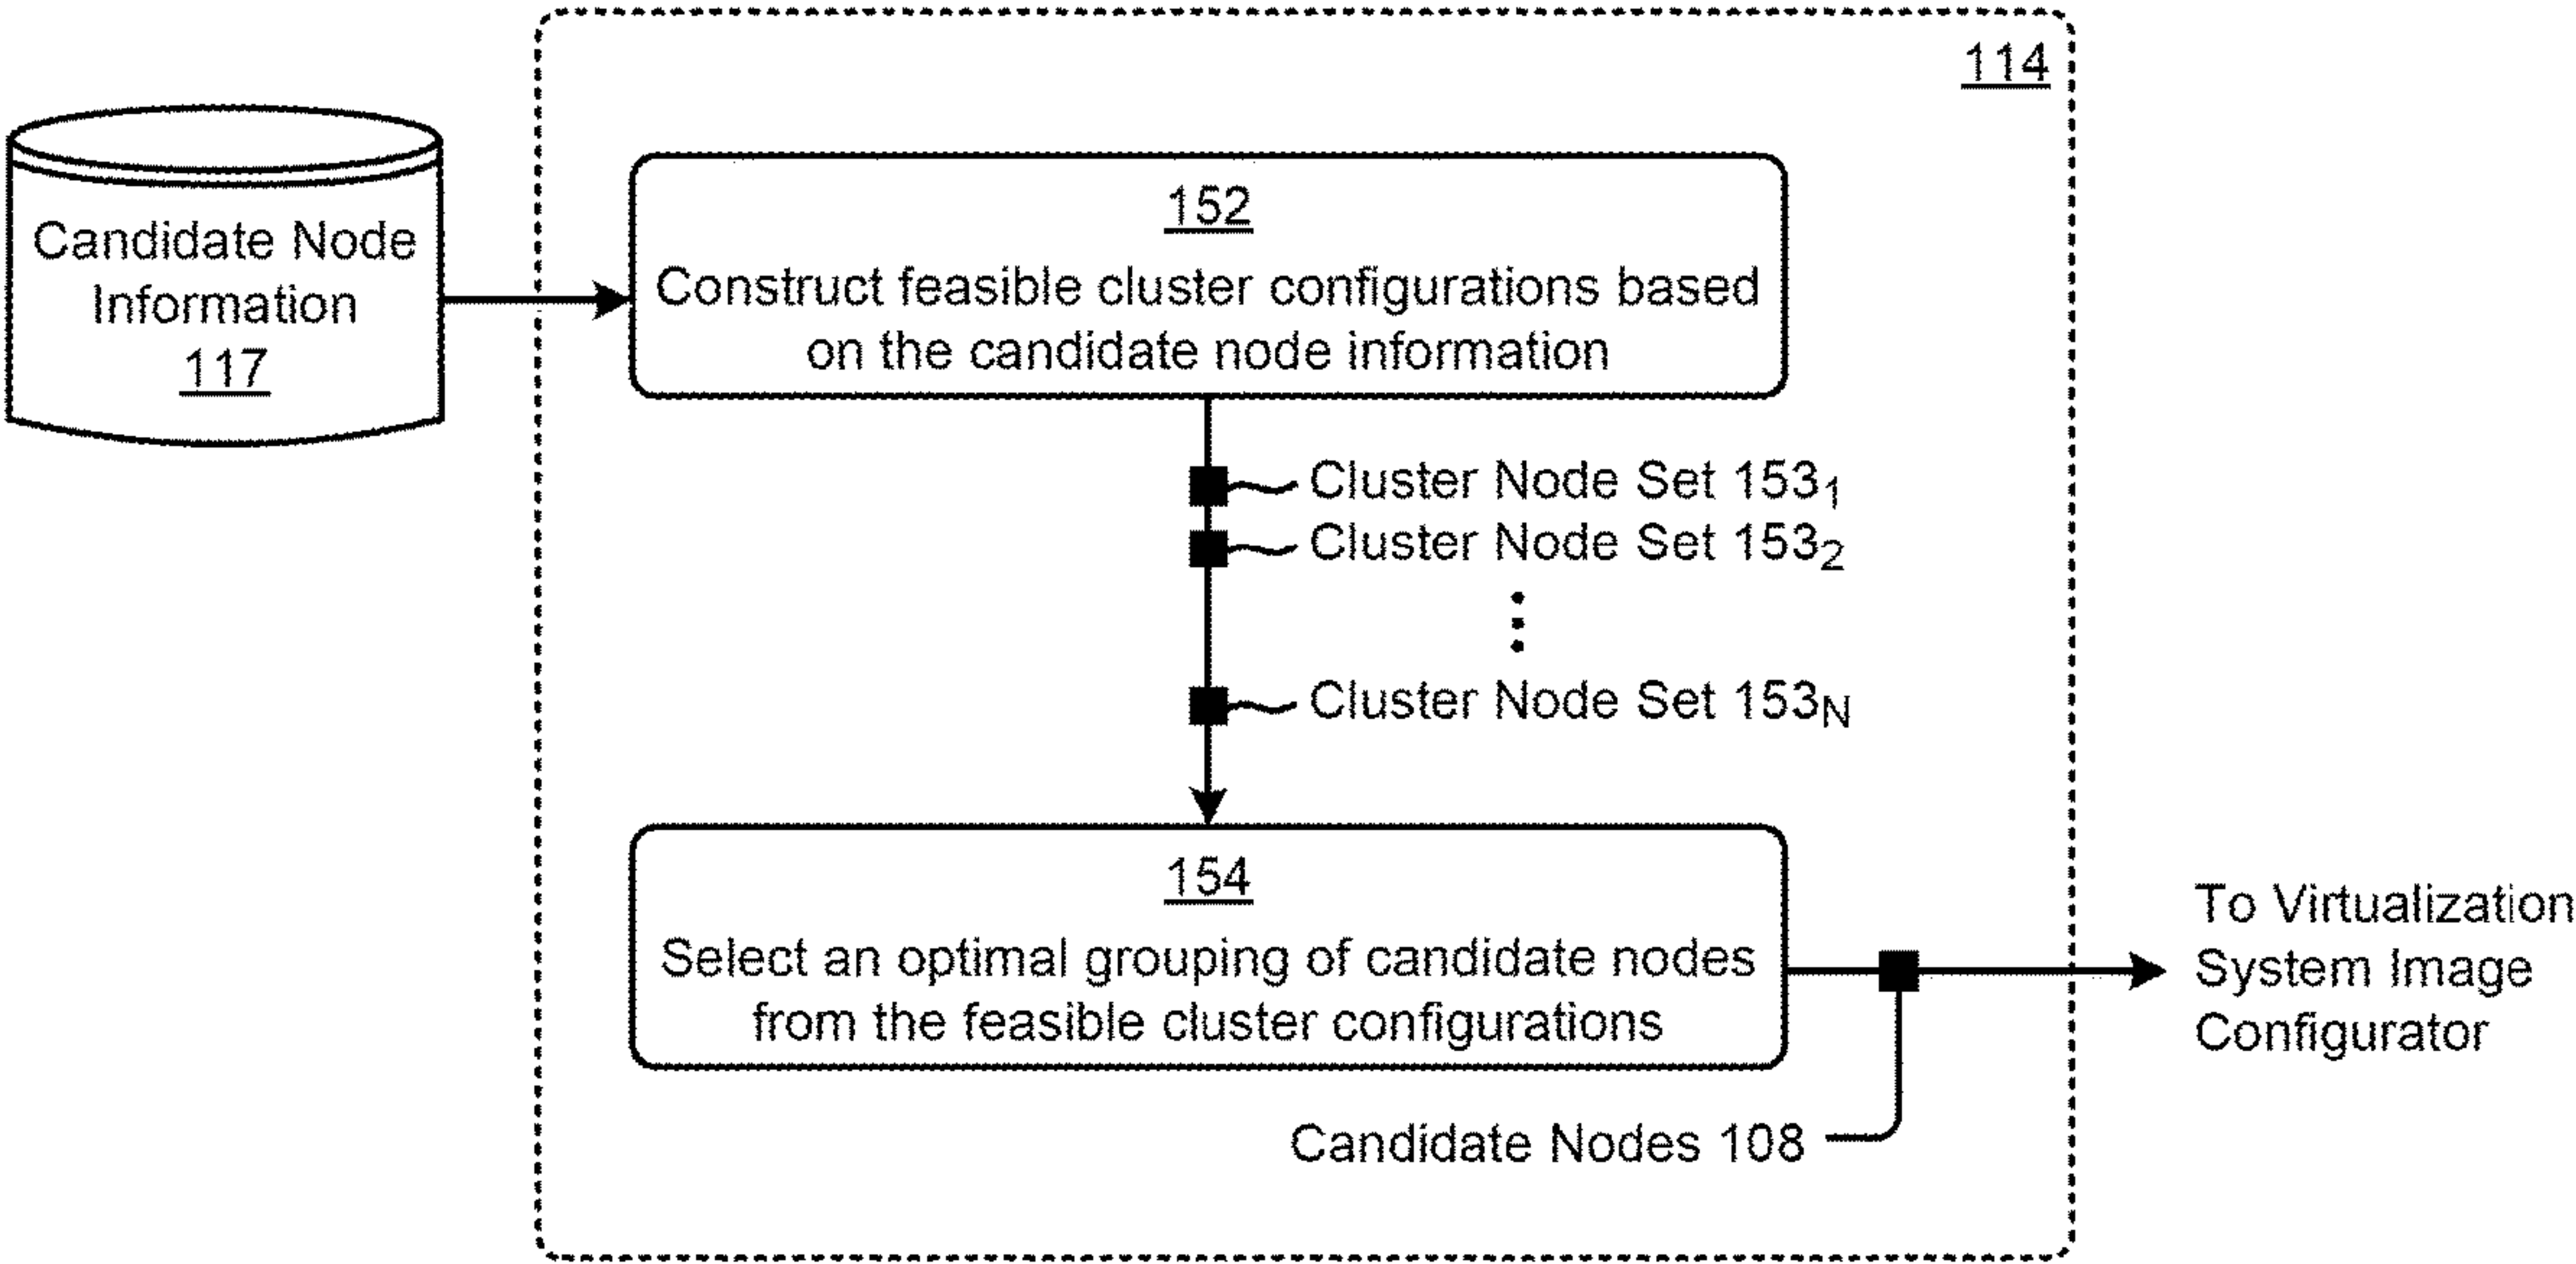 114
Candidate Node
Information
117
152
Construct feasible cluster configurations based
on the candidate node information
Cluster Node Set 153₁
Cluster Node Set 153₂
Cluster Node Set 153_N
154
Select an optimal grouping of candidate nodes
from the feasible cluster configurations
To Virtualization
System Image
Configurator
Candidate Nodes 108